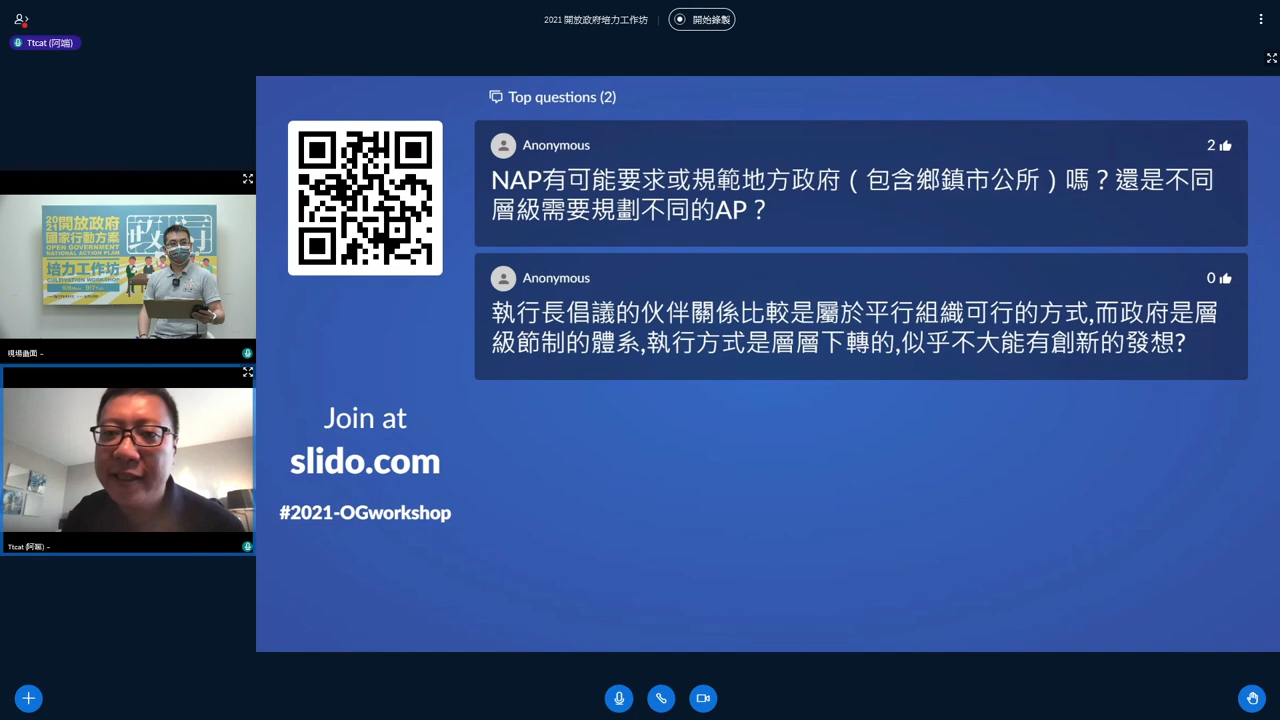 2021 開放政府培力工作坊
開始錄製
Ttcat (阿端)
Top questions (2)
Anonymous
2
NAP有可能要求或規範地方政府（包含鄉鎮市公所）嗎？還是不同
層級需要規劃不同的AP？
Anonymous
0
執行長倡議的伙伴關係比較是屬於平行組織可行的方式,而政府是層
級節制的體系,執行方式是層層下轉的,似乎不大能有創新的發想?
2021開放政府
國家行動方案
OPEN GOVERNMENT
NATIONAL ACTION PLAN
培力工作坊
CULTIVATION WORKSHOP
現場畫面
Ttcat (阿端)
Join at
slido.com
#2021-OGworkshop